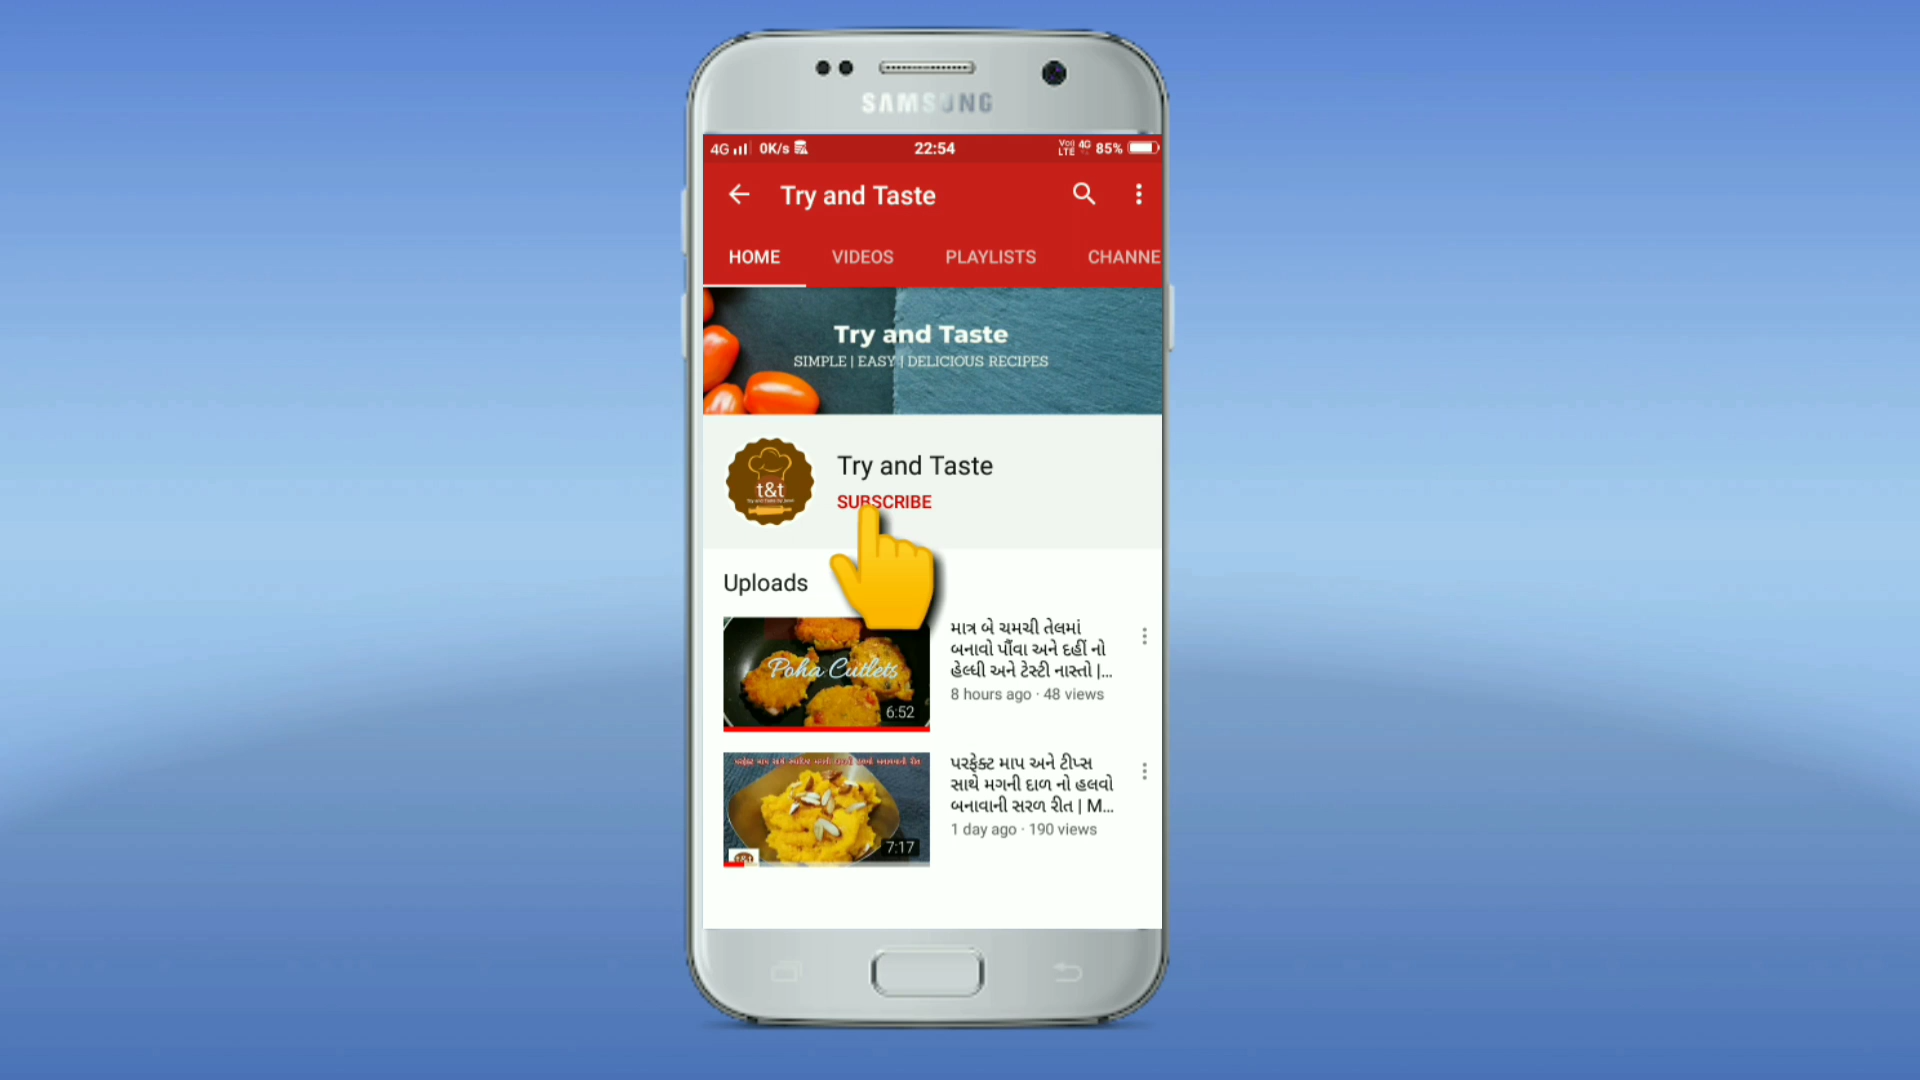 SAMSUNG
4G 0K/s 22:54 VoLTE 4G 85%
Try and Taste
HOME VIDEOS PLAYLISTS CHANNE
Try and Taste
SIMPLE | EASY | DELICIOUS RECIPES
t&t
Try and Taste
SUBSCRIBE
Uploads
Poha Cutlets
6:52
માત્ર બે ચમચી તેલમાં
બનાવો પૌંવા અને દહીં નો
હેલ્ધી અને ટેસ્ટી નાસ્તો |...
8 hours ago · 48 views
7:17
t&t
પરફેક્ટ માપ અને ટીપ્સ
સાથે મગની દાળ નો હલવો
બનાવાની સરળ રીત | M...
1 day ago · 190 views